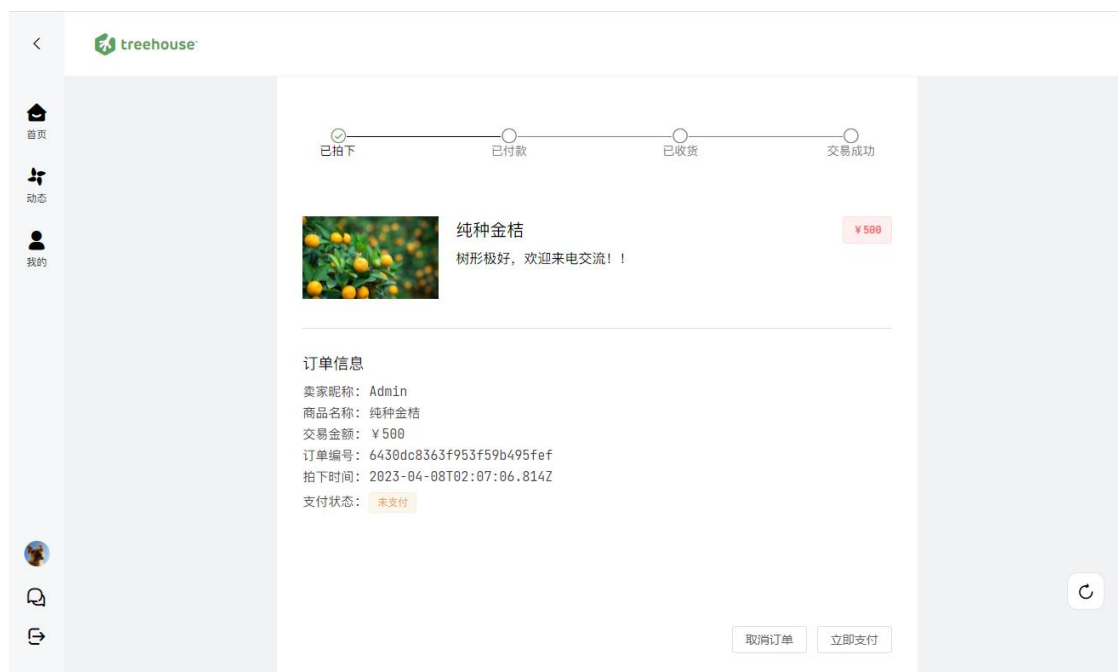 treehouse
首页
动态
我的
已拍下
已付款
已收货
交易成功
纯种金桔
¥500
树形极好，欢迎来电交流！！
订单信息
卖家昵称： Admin
商品名称： 纯种金桔
交易金额： ¥500
订单编号： 6430dc8363f953f59b495fef
拍下时间： 2023-04-08T02:07:06.814Z
支付状态： 未支付
取消订单
立即支付